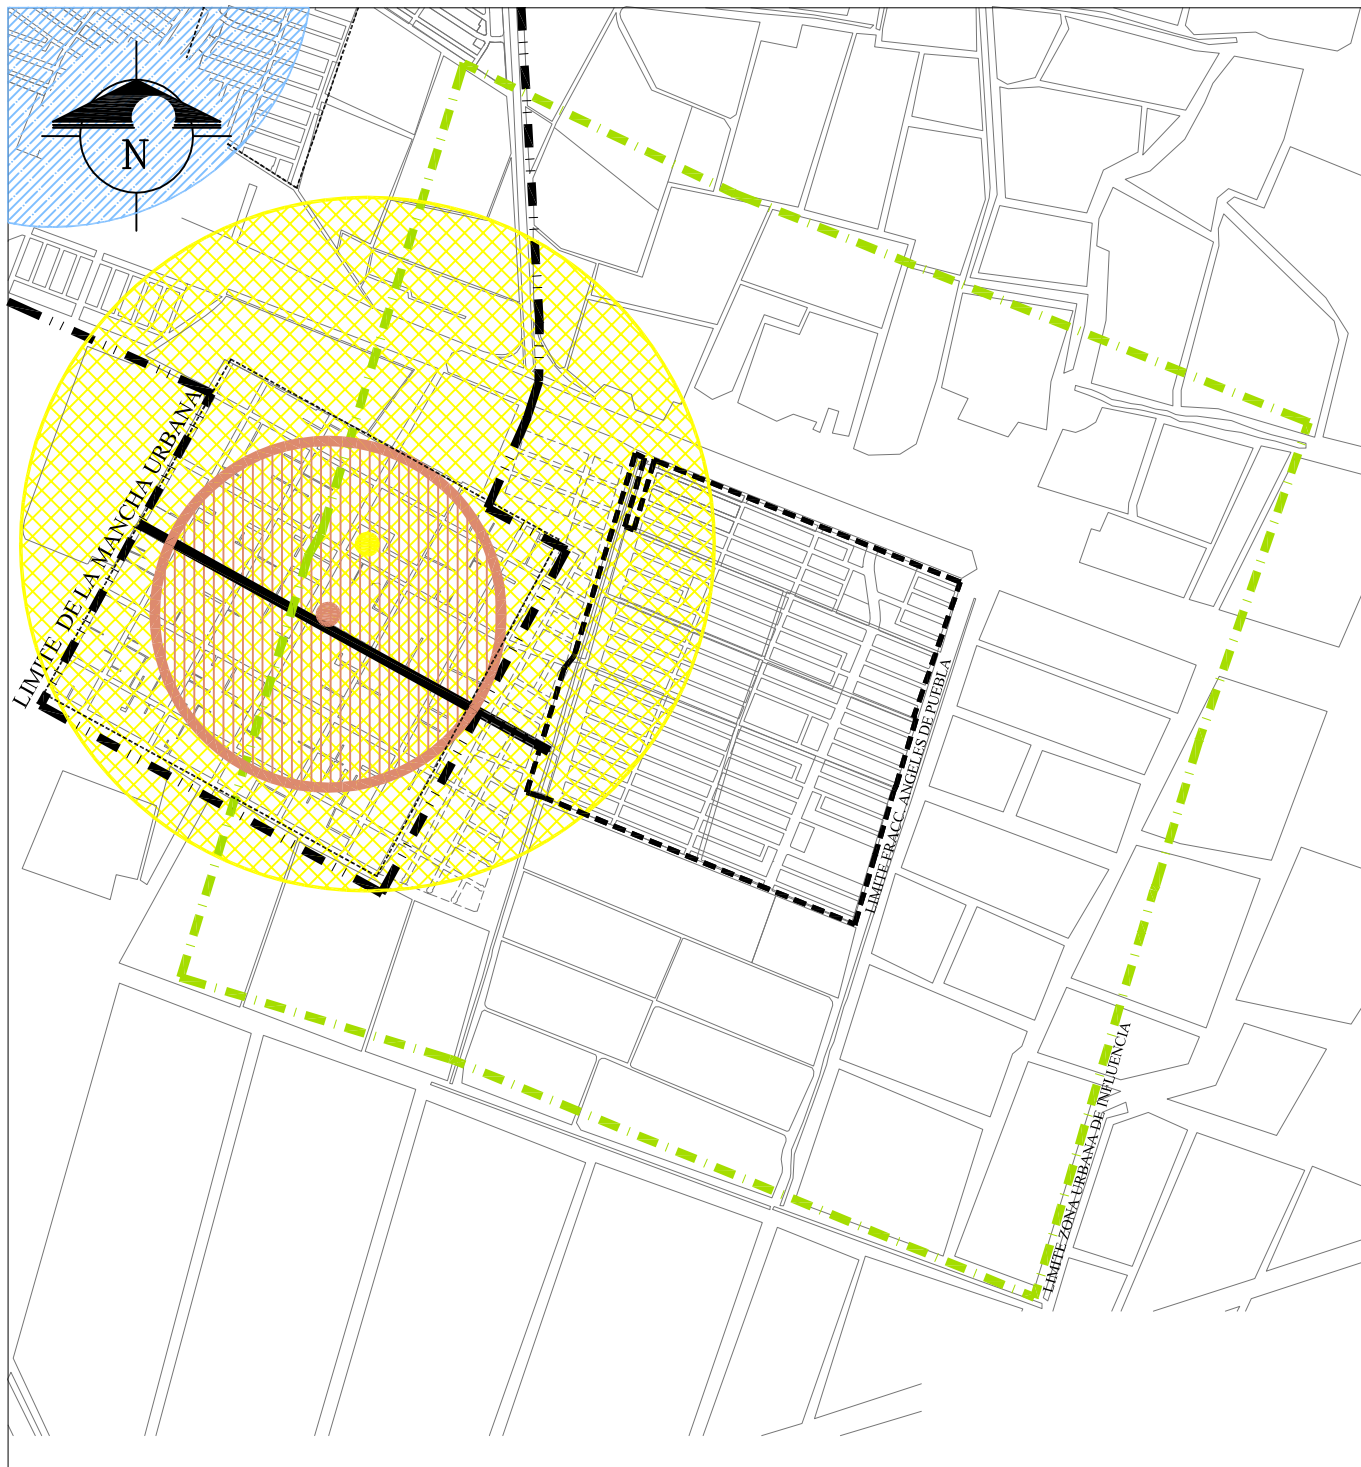 N
LIMITE DE LA MANCHA URBANA
LIMITE FRACC. ANGELES DE PUEBLA
LIMITE ZONA URBANA DE INFLUENCIA